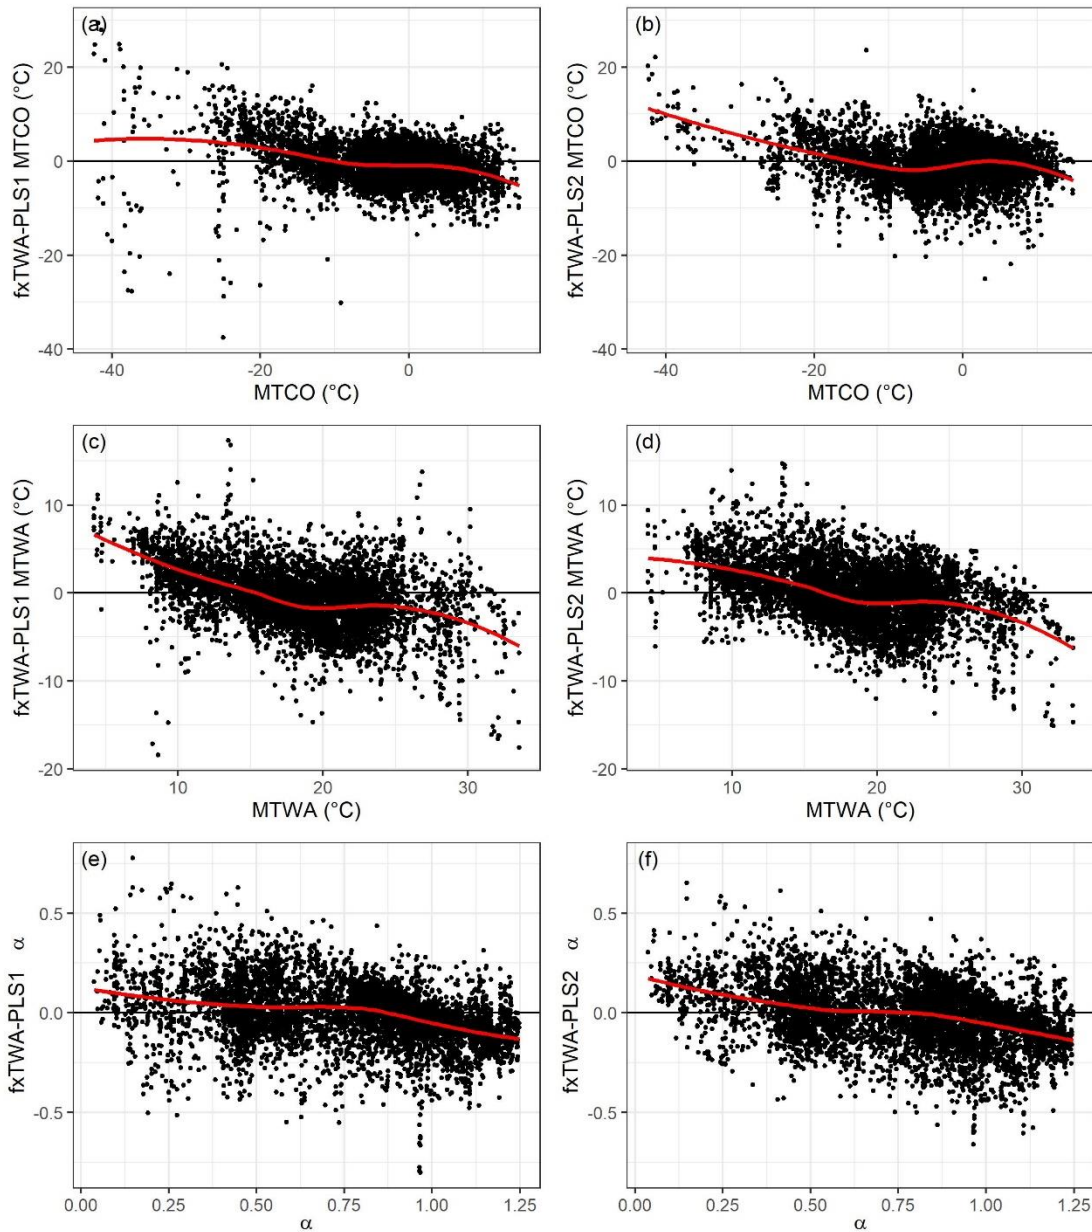 (a)
fxTWA-PLS1 MTCO (°C)
20
0
-20
-40
-40
-20
0
MTCO (°C)
(b)
fxTWA-PLS2 MTCO (°C)
20
0
-20
-40
-40
-20
0
MTCO (°C)
(c)
fxTWA-PLS1 MTWA (°C)
10
0
-10
-20
10
20
30
MTWA (°C)
(d)
fxTWA-PLS2 MTWA (°C)
10
0
-10
-20
10
20
30
MTWA (°C)
(e)
fxTWA-PLS1 α
0.5
0.0
-0.5
0.00
0.25
0.50
0.75
1.00
1.25
α
(f)
fxTWA-PLS2 α
0.5
0.0
-0.5
0.00
0.25
0.50
0.75
1.00
1.25
α